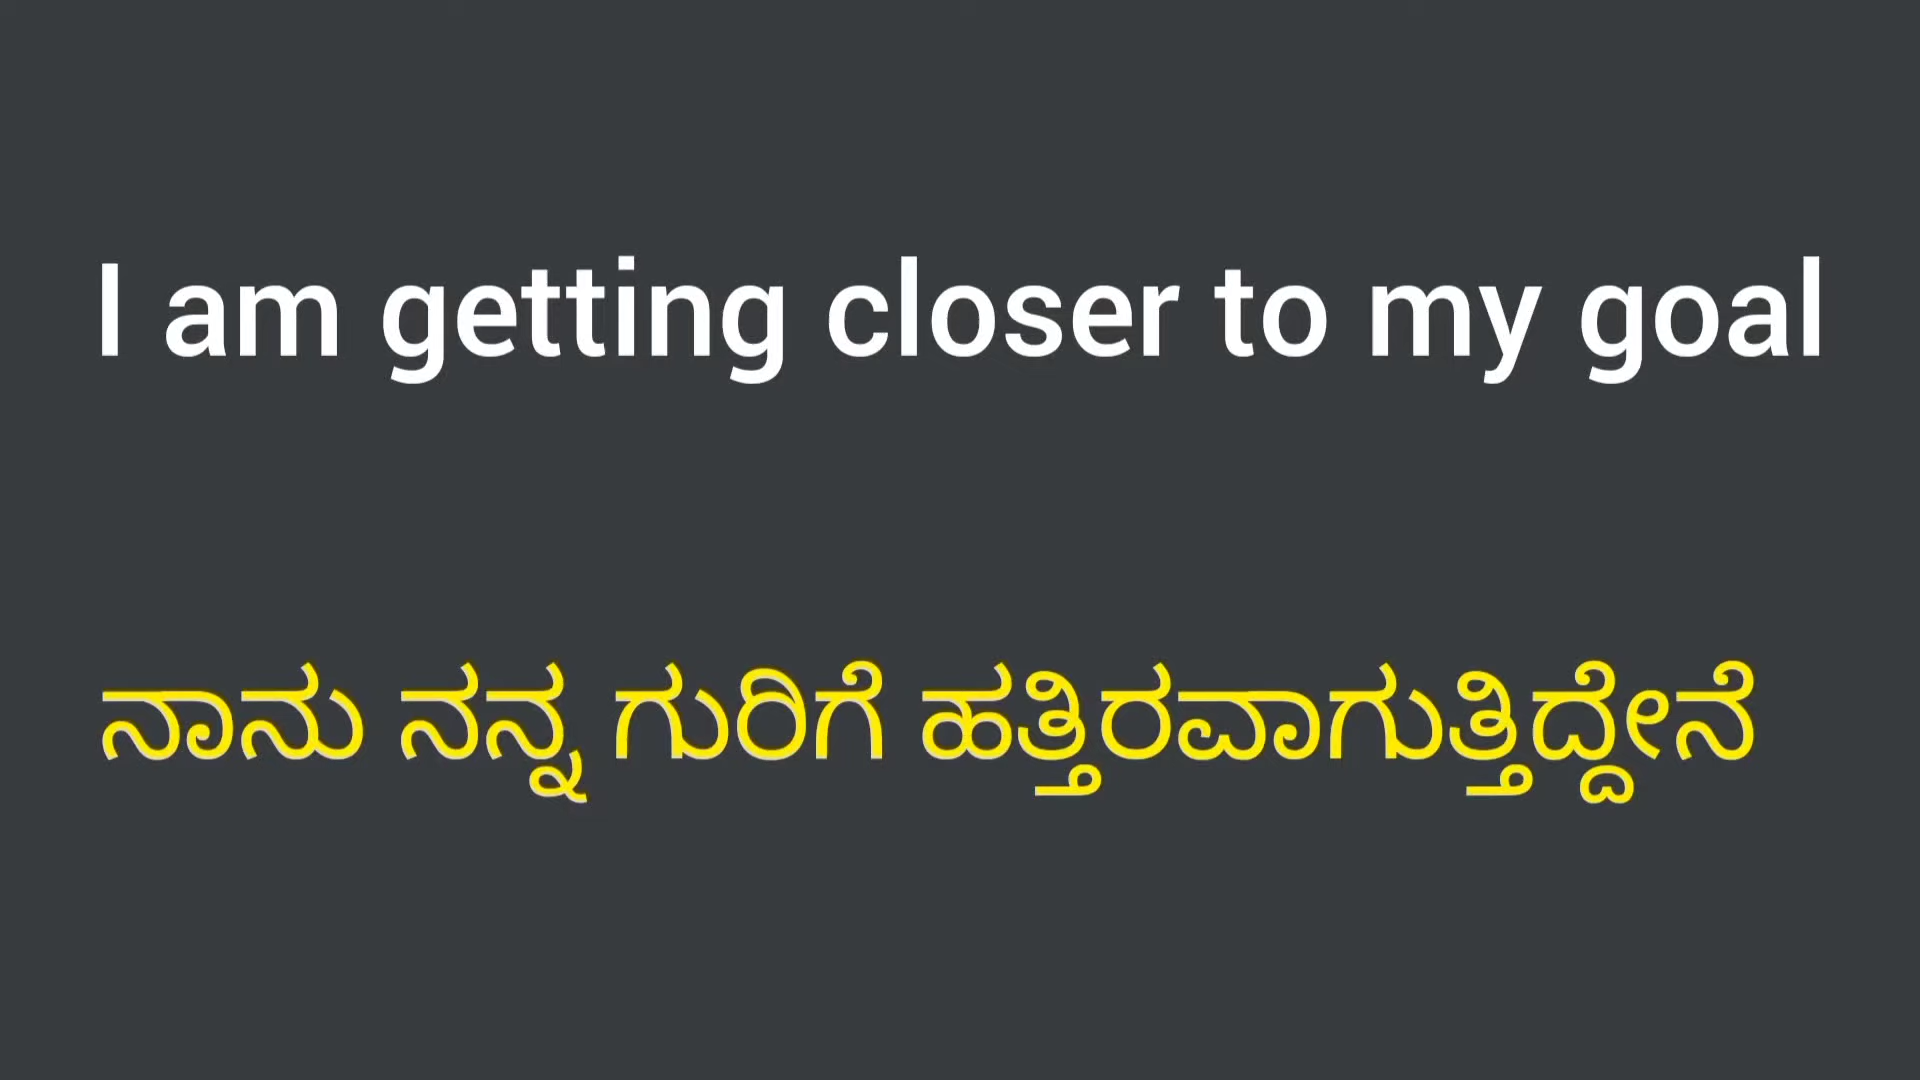 I am getting closer to my goal
ನಾನು ನನ್ನ ಗುರಿಗೆ ಹತ್ತಿರವಾಗುತ್ತಿದ್ದೇನೆ